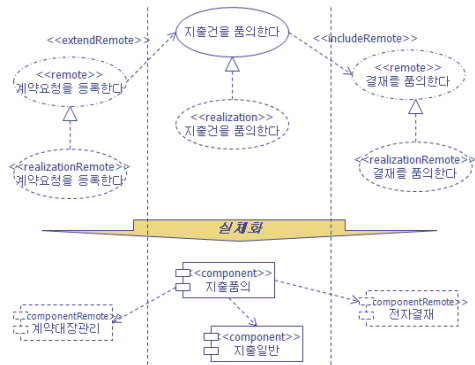 지출건을 품의한다
<<extendRemote>>
<<includeRemote>>
<<remote>>
계약요청을 등록한다
<<remote>>
결재를 품의한다
<<realization>>
지출건을 품의한다
<<realizationRemote>>
계약요청을 등록한다
<<realizationRemote>>
결재를 품의한다
실체화
<<component>>
지출품의
<<componentRemote>>
계약대장관리
<<component>>
지출일반
<<componentRemote>>
전자결재